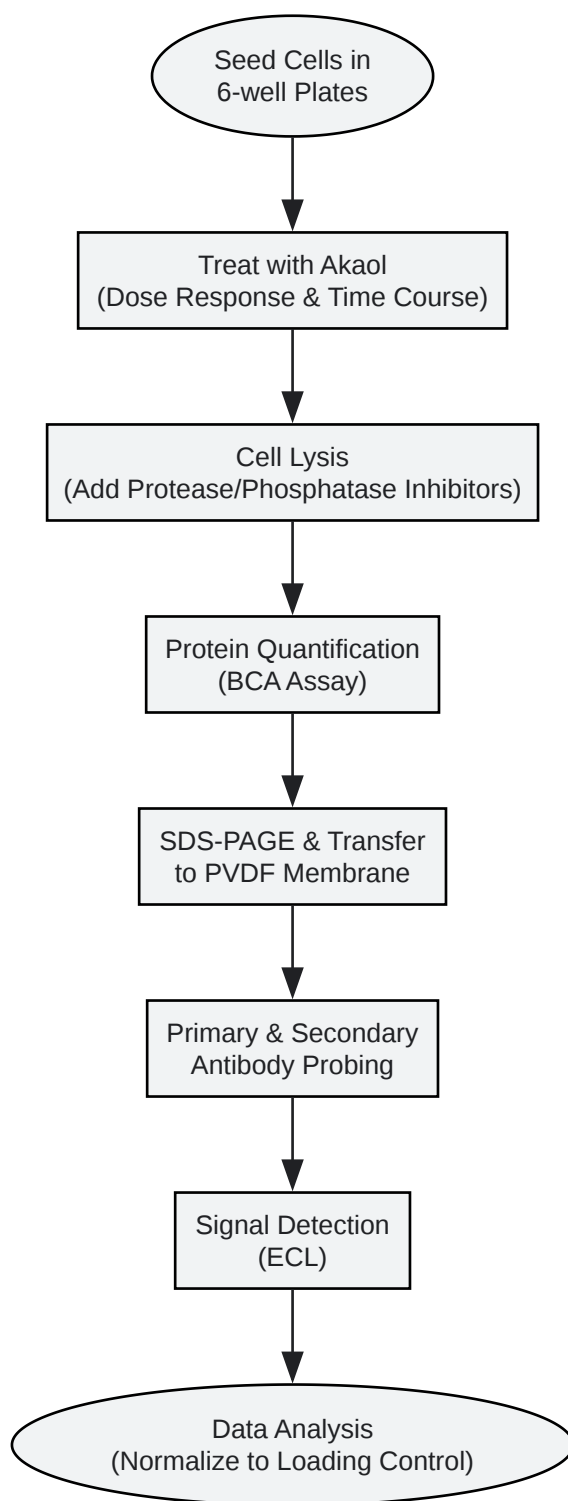 Seed Cells in
6-well Plates
Treat with Akaol
(Dose Response & Time Course)
Cell Lysis
(Add Protease/Phosphatase Inhibitors)
Protein Quantification
(BCA Assay)
SDS-PAGE & Transfer
to PVDF Membrane
Primary & Secondary
Antibody Probing
Signal Detection
(ECL)
Data Analysis
(Normalize to Loading Control)